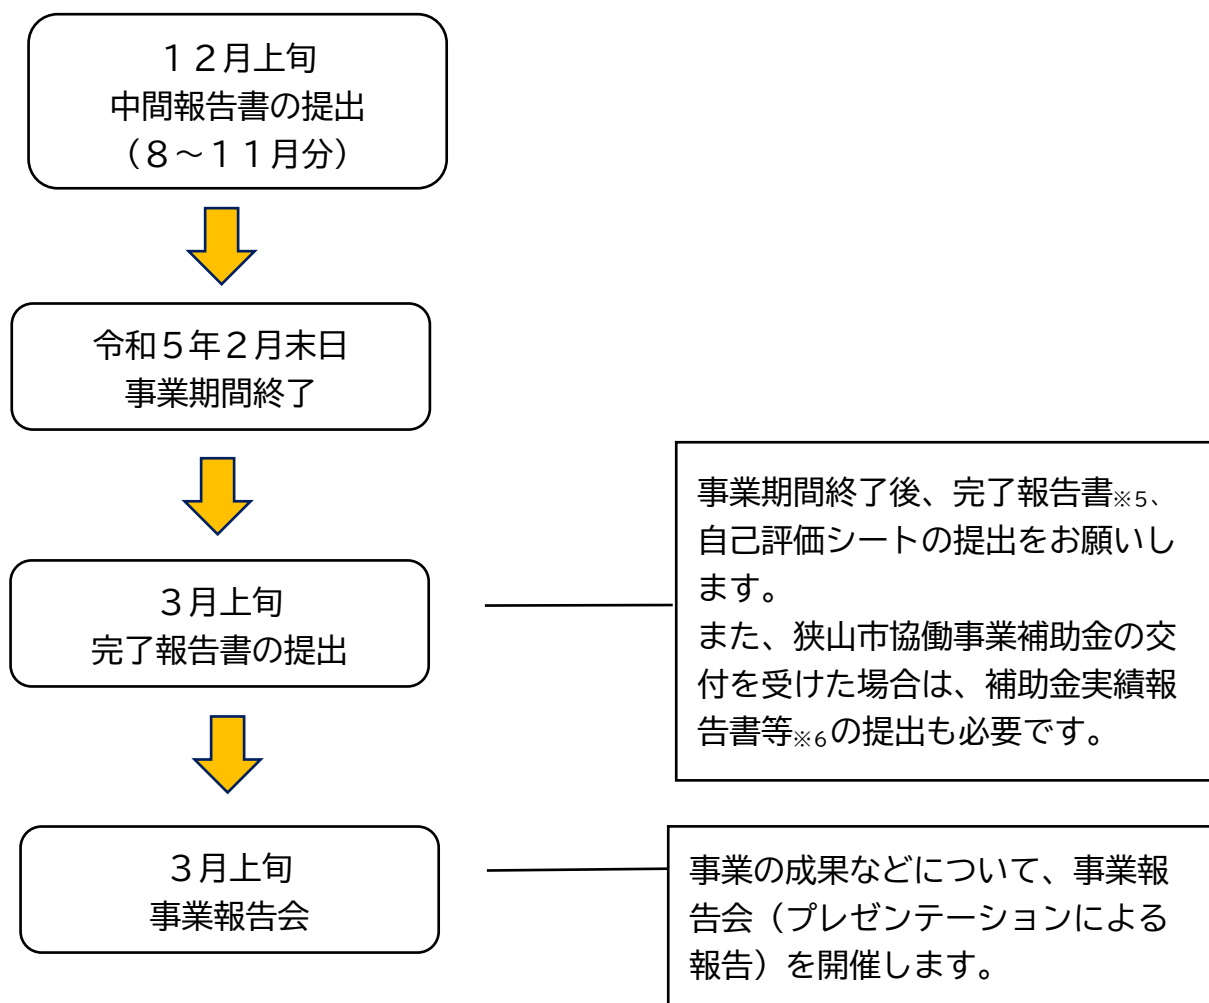 １２月上旬
中間報告書の提出
（８～１１月分）
令和５年２月末日
事業期間終了
３月上旬
完了報告書の提出
事業期間終了後、完了報告書※5、
自己評価シートの提出をお願いし
ます。
また、狭山市協働事業補助金の交
付を受けた場合は、補助金実績報
告書等※6の提出も必要です。
３月上旬
事業報告会
事業の成果などについて、事業報
告会（プレゼンテーションによる
報告）を開催します。